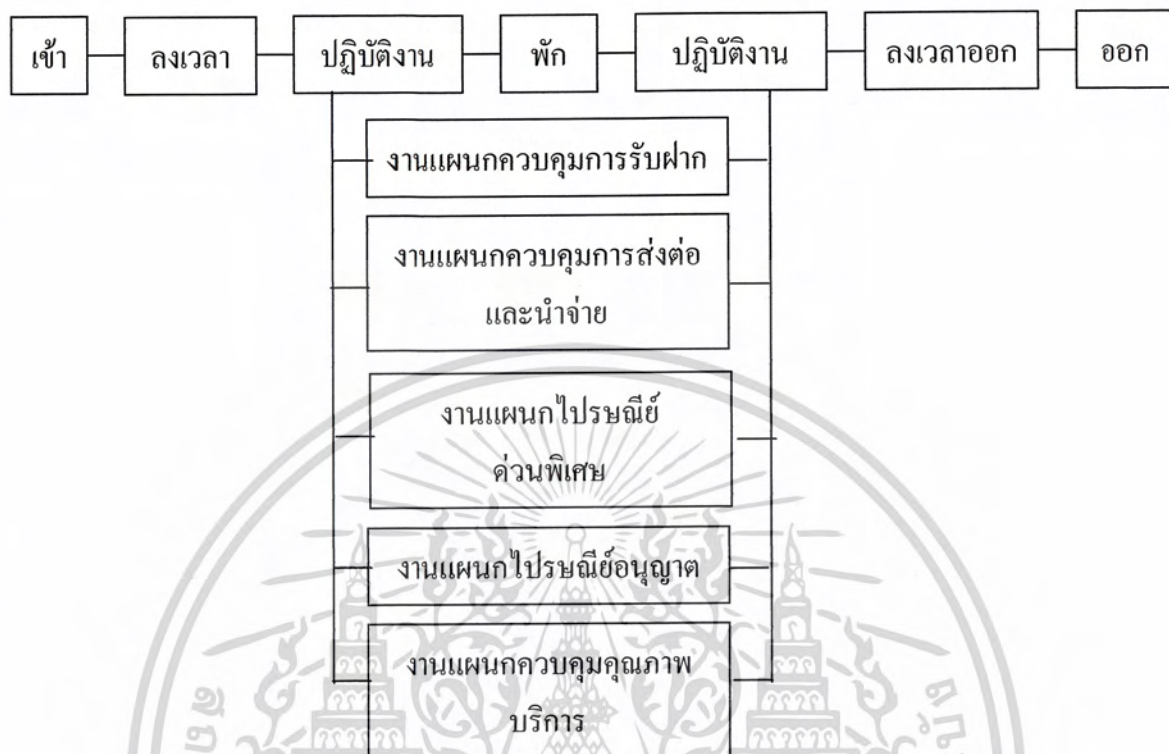 เข้า ลงเวลา ปฏิบัติงาน พัก ปฏิบัติงาน ลงเวลาออก ออก
งานแผนกควบคุมการรับฝาก
งานแผนกควบคุมการส่งต่อ
และนำจ่าย
งานแผนกไปรษณีย์
ด่วนพิเศษ
งานแผนกไปรษณีย์อนุญาต
งานแผนกควบคุมคุณภาพ
บริการ